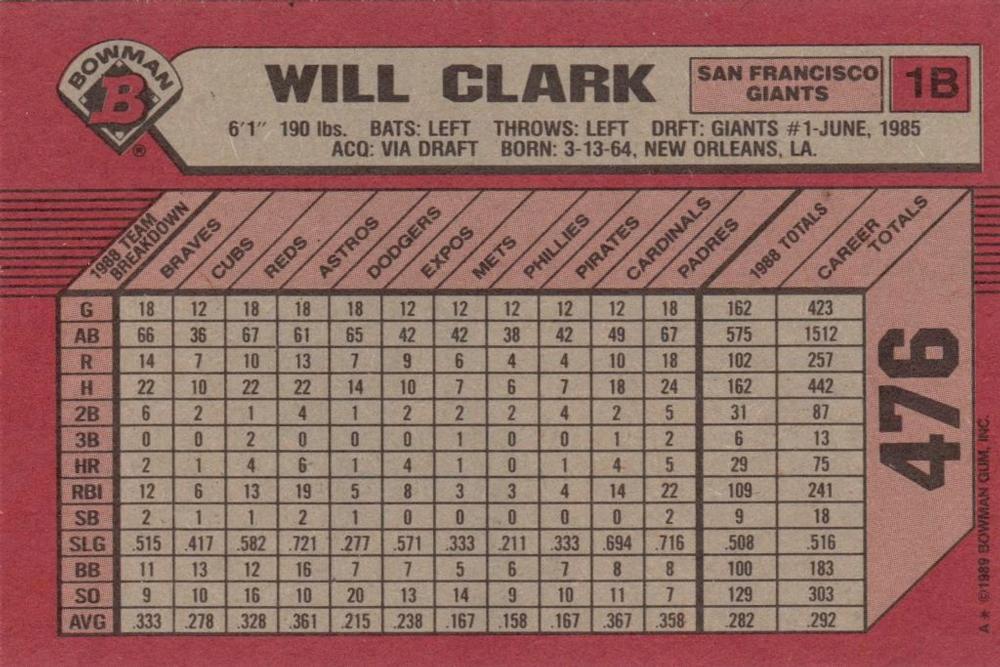 BOWMAN
B
®
WILL CLARK
SAN FRANCISCO
GIANTS
1B
6'1" 190 lbs. BATS: LEFT THROWS: LEFT DRFT: GIANTS #1-JUNE, 1985
ACQ: VIA DRAFT BORN: 3-13-64, NEW ORLEANS, LA.
1988 TEAM
BREAKDOWN
BRAVES
CUBS
REDS
ASTROS
DODGERS
EXPOS
METS
PHILLIES
PIRATES
CARDINALS
PADRES
1988 TOTALS
CAREER
TOTALS
G 18 12 18 18 18 12 12 12 12 12 18 162 423
AB 66 36 67 61 65 42 42 38 42 49 67 575 1512
R 14 7 10 13 7 9 6 4 4 10 18 102 257
H 22 10 22 22 14 10 7 6 7 18 24 162 442
2B 6 2 1 4 1 2 2 2 4 2 5 31 87
3B 0 0 2 0 0 0 1 0 0 1 2 6 13
HR 2 1 4 6 1 4 1 0 1 4 5 29 75
RBI 12 6 13 19 5 8 3 3 4 14 22 109 241
SB 2 1 1 2 1 0 0 0 0 0 2 9 18
SLG .515 .417 .582 .721 .277 .571 .333 .211 .333 .694 .716 .508 .516
BB 11 13 12 16 7 7 5 6 7 8 8 100 183
SO 9 10 16 10 20 13 14 9 10 11 7 129 303
AVG .333 .278 .328 .361 .215 .238 .167 .158 .167 .367 .358 .282 .292
476
A* ©1989 BOWMAN GUM, INC.